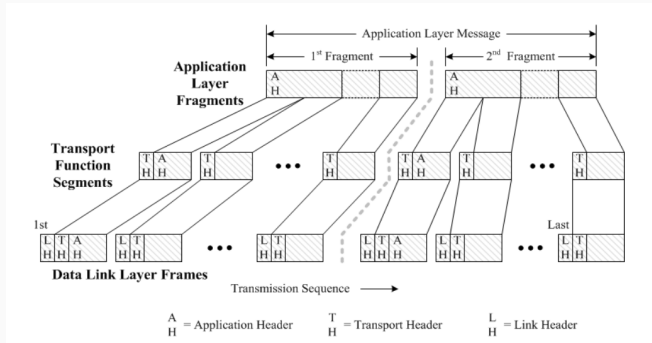 Application Layer Message
1st Fragment
2nd Fragment
Application
Layer
Fragments
A
H
A
H
Transport
Function
Segments
T A
H H
T
H
•••
T
H
T A
H H
T
H
•••
T
H
1st
Last
L T A
H H H
L T
H H
•••
L T
H H
L T A
H H H
L T
H H
•••
L T
H H
Data Link Layer Frames
Transmission Sequence
A
H = Application Header
T
H = Transport Header
L
H = Link Header